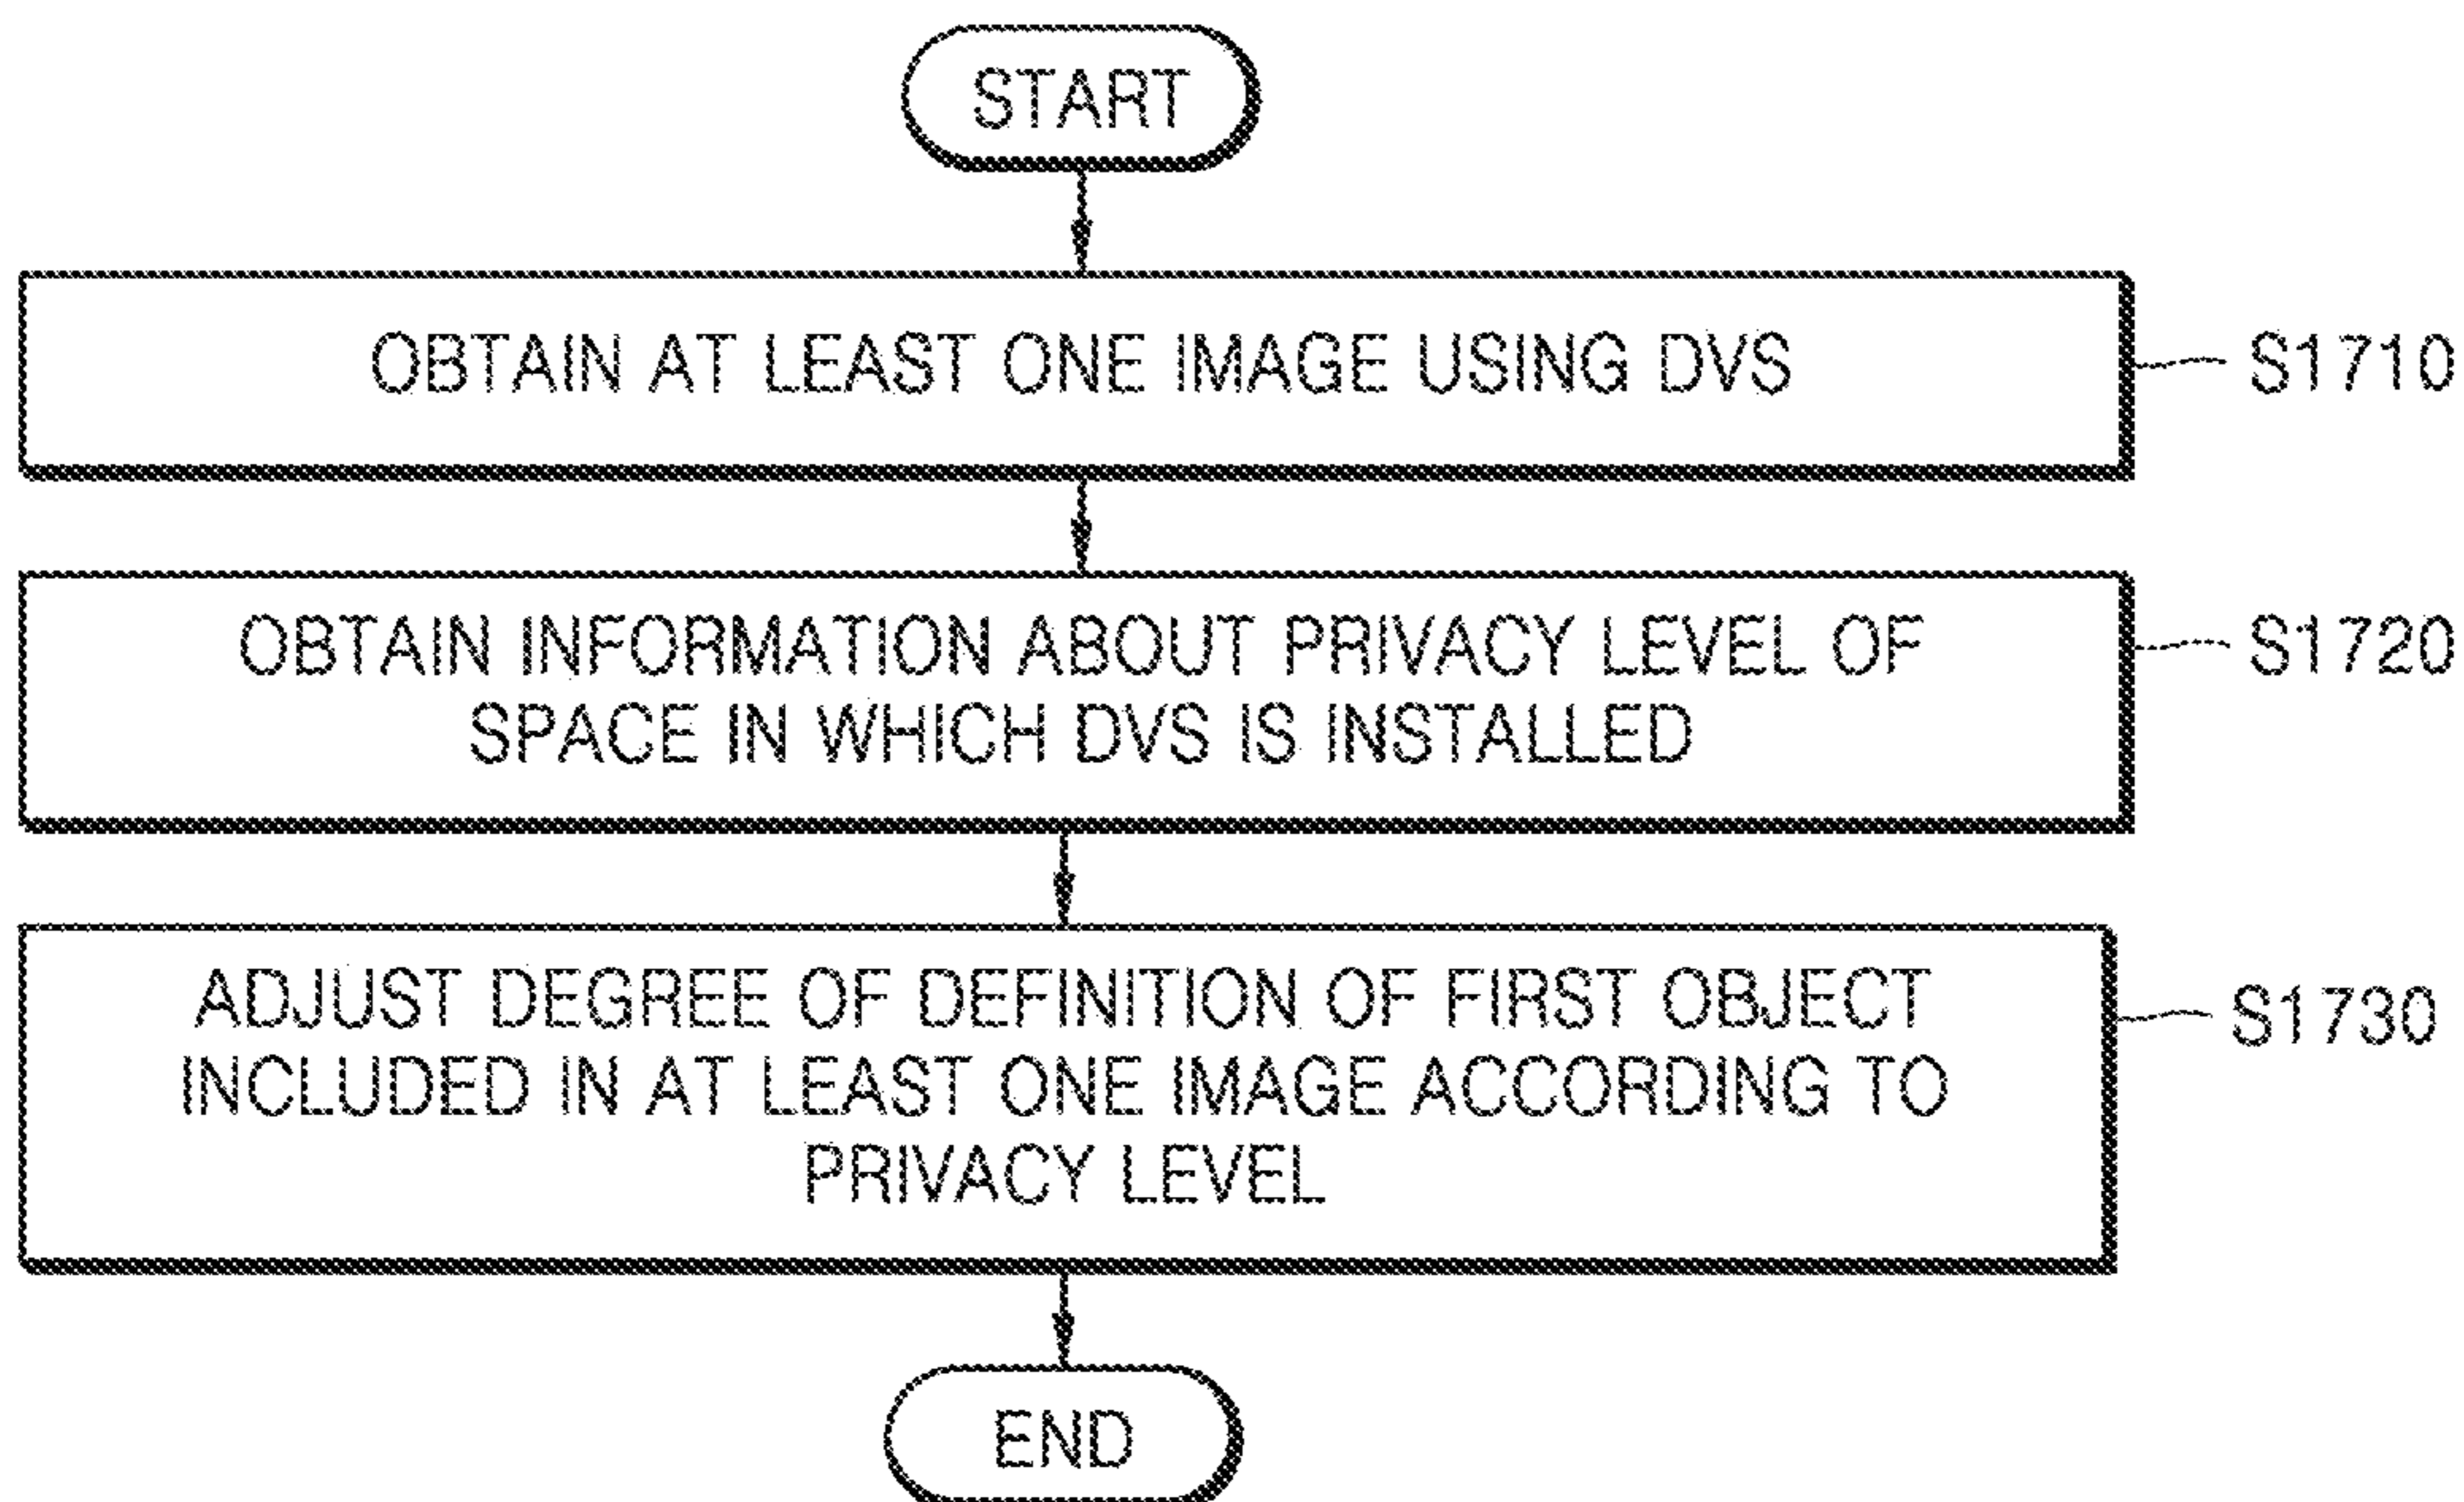 START
OBTAIN AT LEAST ONE IMAGE USING DVS
S1710
OBTAIN INFORMATION ABOUT PRIVACY LEVEL OF
SPACE IN WHICH DVS IS INSTALLED
S1720
ADJUST DEGREE OF DEFINITION OF FIRST OBJECT
INCLUDED IN AT LEAST ONE IMAGE ACCORDING TO
PRIVACY LEVEL
S1730
END